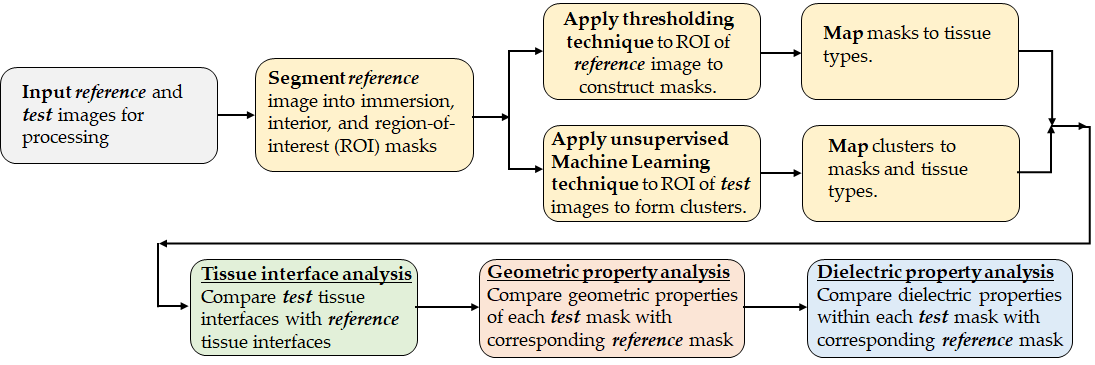 Input reference and
test images for
processing
Segment reference
image into immersion,
interior, and region-of-
interest (ROI) masks
Apply thresholding
technique to ROI of
reference image to
construct masks.
Map masks to tissue
types.
Apply unsupervised
Machine Learning
technique to ROI of test
images to form clusters.
Map clusters to
masks and tissue
types.
Tissue interface analysis
Compare test tissue
interfaces with reference
tissue interfaces
Geometric property analysis
Compare geometric properties
of each test mask with
corresponding reference mask
Dielectric property analysis
Compare dielectric properties
within each test mask with
corresponding reference mask